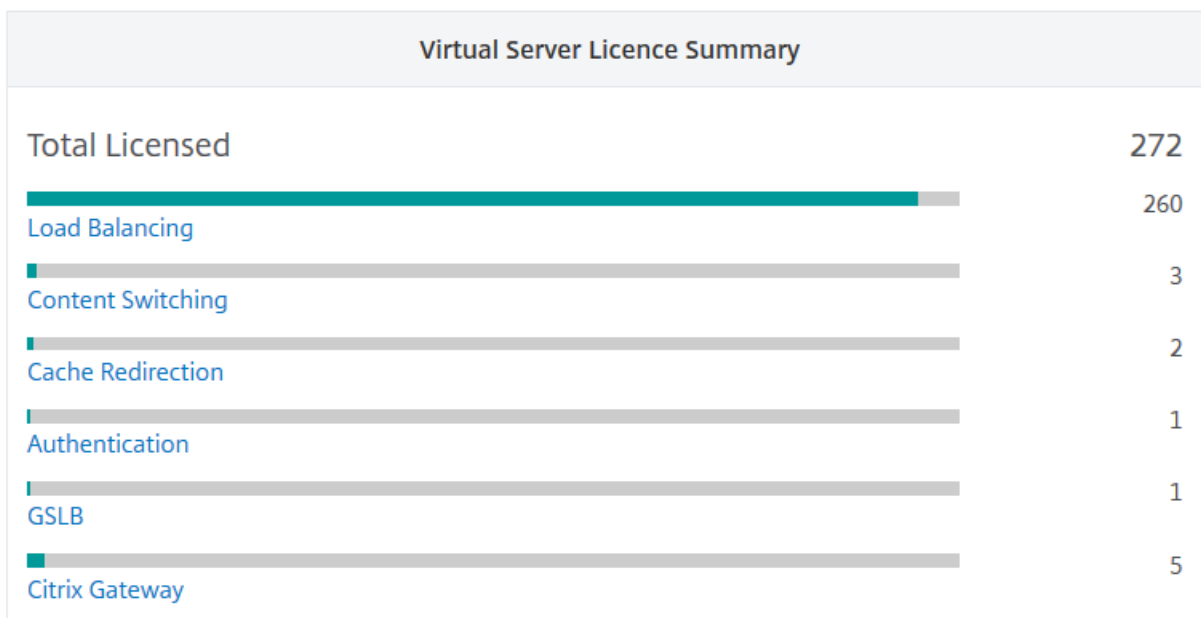 Virtual Server Licence Summary
Total Licensed 272
260
Load Balancing
3
Content Switching
2
Cache Redirection
1
Authentication
1
GSLB
5
Citrix Gateway